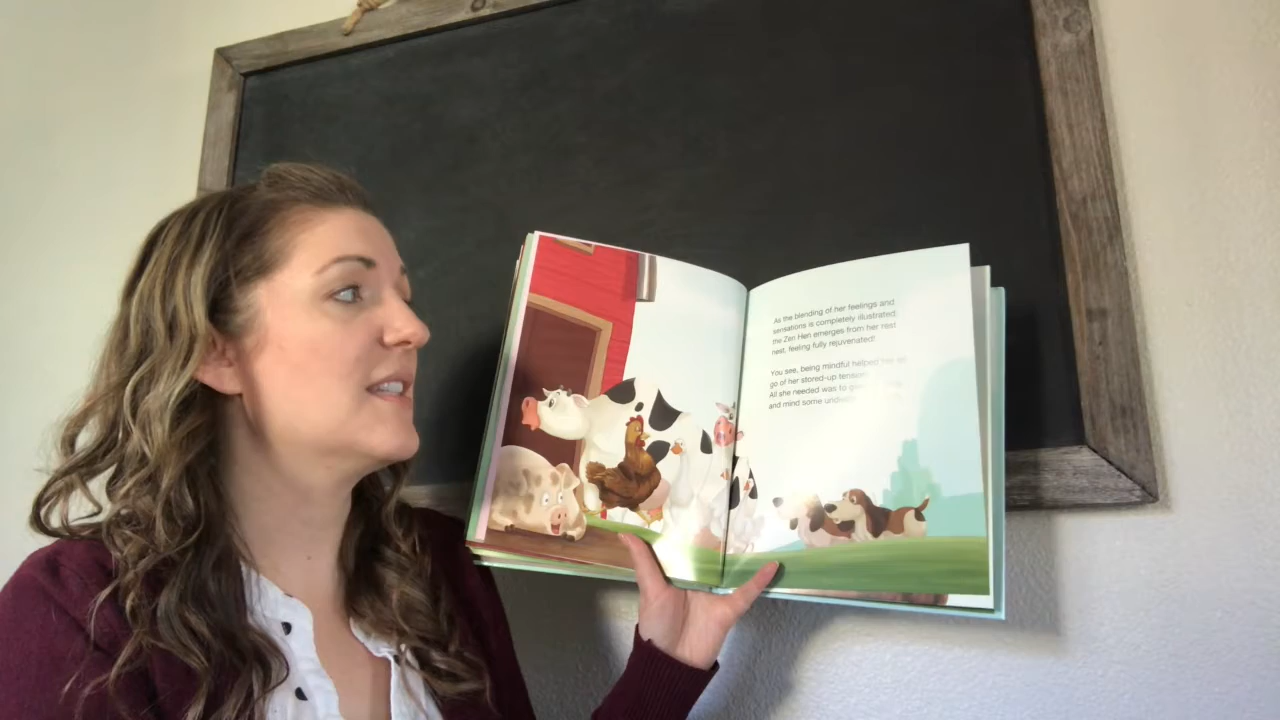 As the blending of her feelings and
sensations is completely illustrated,
the Zen Hen emerges from her rest
nest, feeling fully rejuvenated!
You see, being mindful helped
go of her stored-up tension
All she needed was to
and mind some